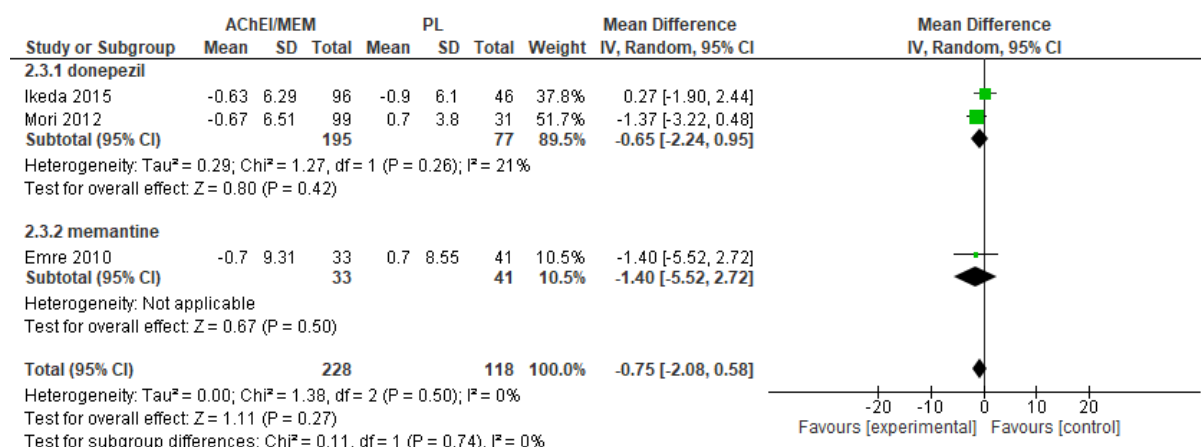 AChEI/MEM PL Mean Difference Mean Difference
Study or Subgroup Mean SD Total Mean SD Total Weight IV, Random, 95% CI IV, Random, 95% CI
2.3.1 donepezil
Ikeda 2015 -0.63 6.29 96 -0.9 6.1 46 37.8% 0.27 [-1.90, 2.44]
Mori 2012 -0.67 6.51 99 0.7 3.8 31 51.7% -1.37 [-3.22, 0.48]
Subtotal (95% CI) 195 77 89.5% -0.65 [-2.24, 0.95]
Heterogeneity: Tau² = 0.29; Chi² = 1.27, df = 1 (P = 0.26); I² = 21%
Test for overall effect: Z = 0.80 (P = 0.42)
2.3.2 memantine
Emre 2010 -0.7 9.31 33 0.7 8.55 41 10.5% -1.40 [-5.52, 2.72]
Subtotal (95% CI) 33 41 10.5% -1.40 [-5.52, 2.72]
Heterogeneity: Not applicable
Test for overall effect: Z = 0.67 (P = 0.50)
Total (95% CI) 228 118 100.0% -0.75 [-2.08, 0.58]
Heterogeneity: Tau² = 0.00; Chi² = 1.38, df = 2 (P = 0.50); I² = 0%
Test for overall effect: Z = 1.11 (P = 0.27)
Test for subgroup differences: Chi² = 0.11, df = 1 (P = 0.74), I² = 0%
-20 -10 0 10 20
Favours [experimental] Favours [control]